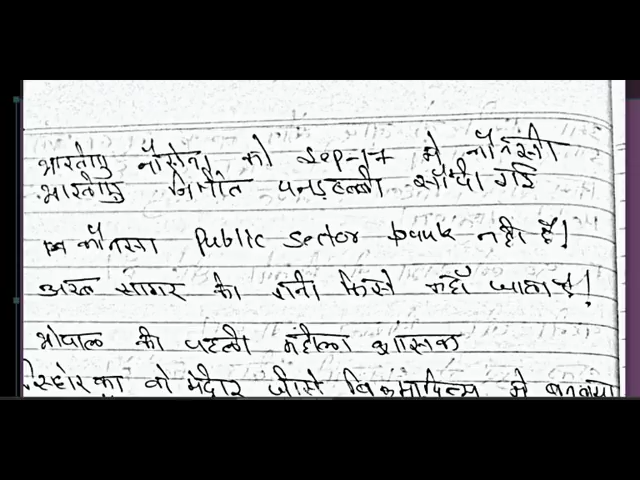 भारतीय नौसेना को Sep-17 मे कौनसी
भारतीय निर्मीत पनडुब्बी सौंपी गई
कौनसा Public sector bank नही है।
अरब सागर की रानी किसे कहाँ जाता है!
भोपाल की पहली महीला शासक
का वो मंदीर जीसे विक्रमादित्य ने बनवाया